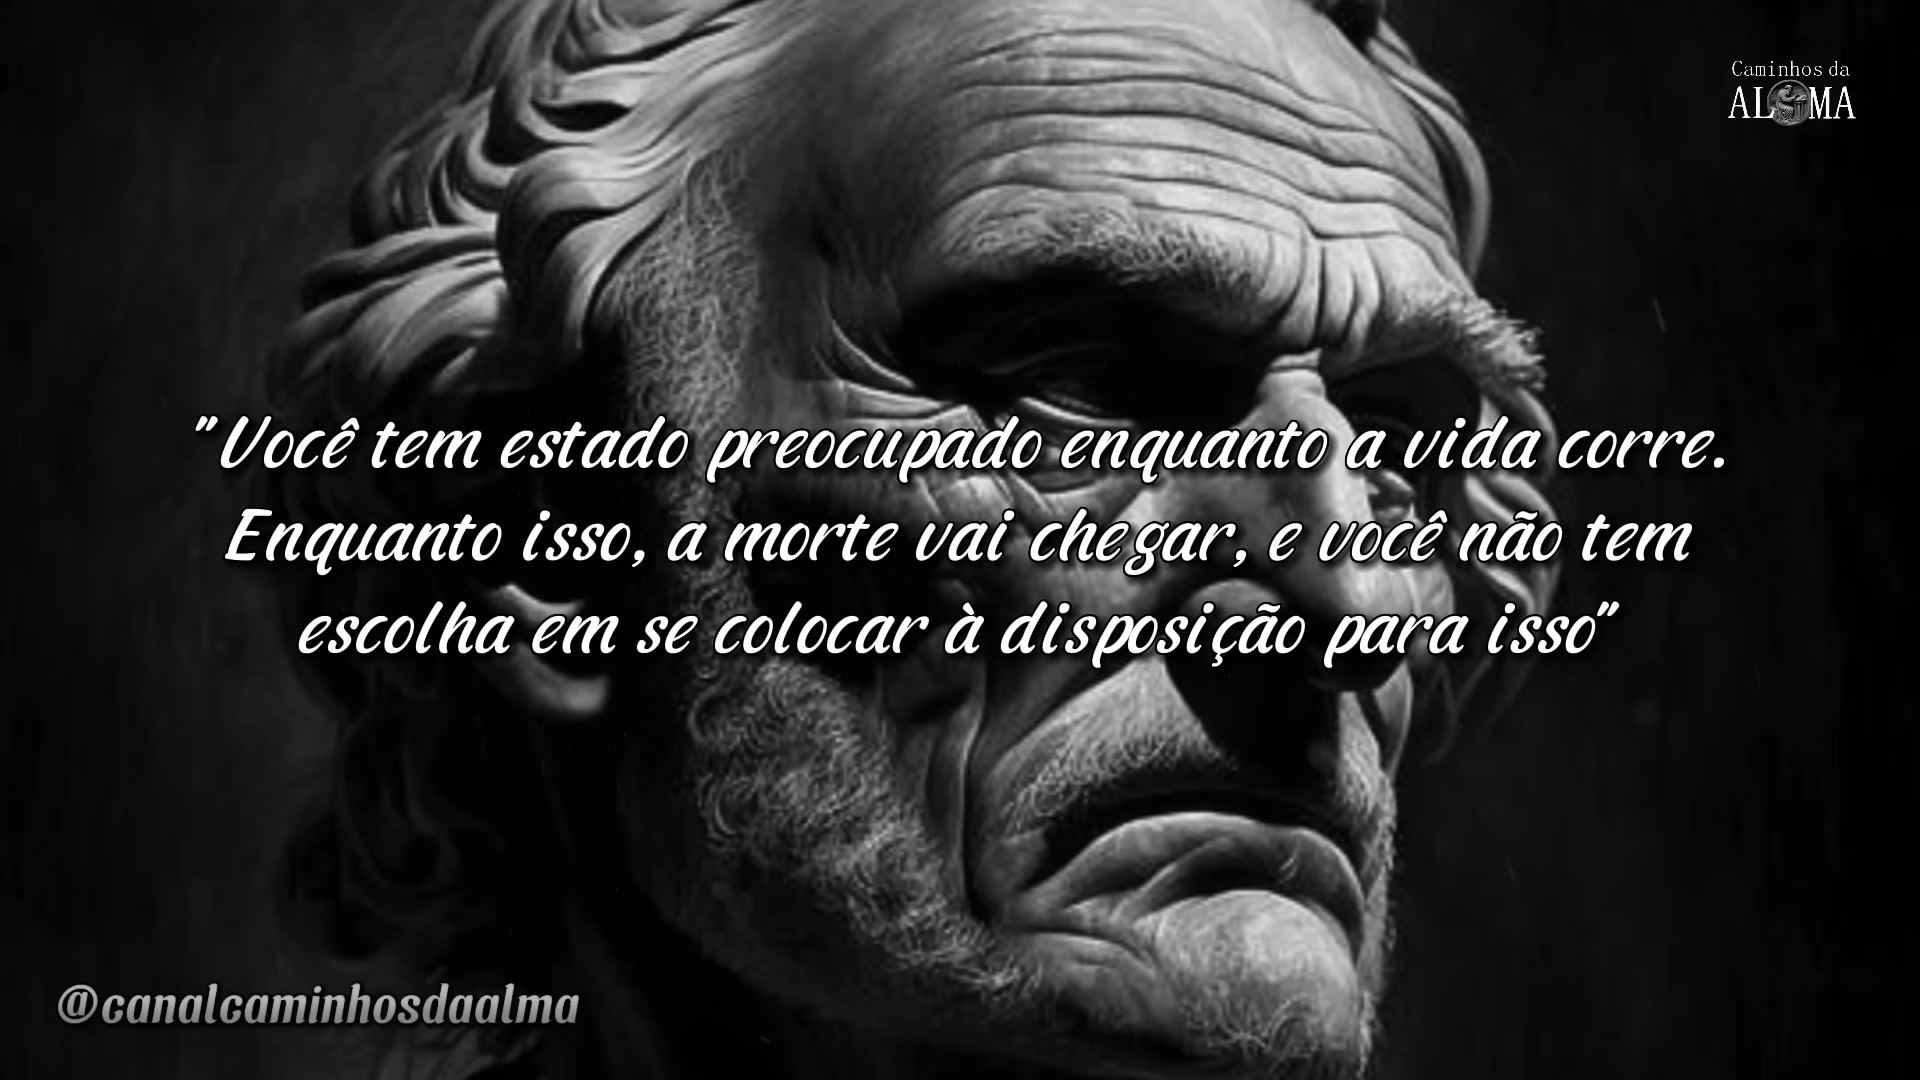 Caminhos da
ALMA
"Você tem estado preocupado enquanto a vida corre.
Enquanto isso, a morte vai chegar, e você não tem
escolha em se colocar à disposição para isso"
@canalcaminhosdaalma